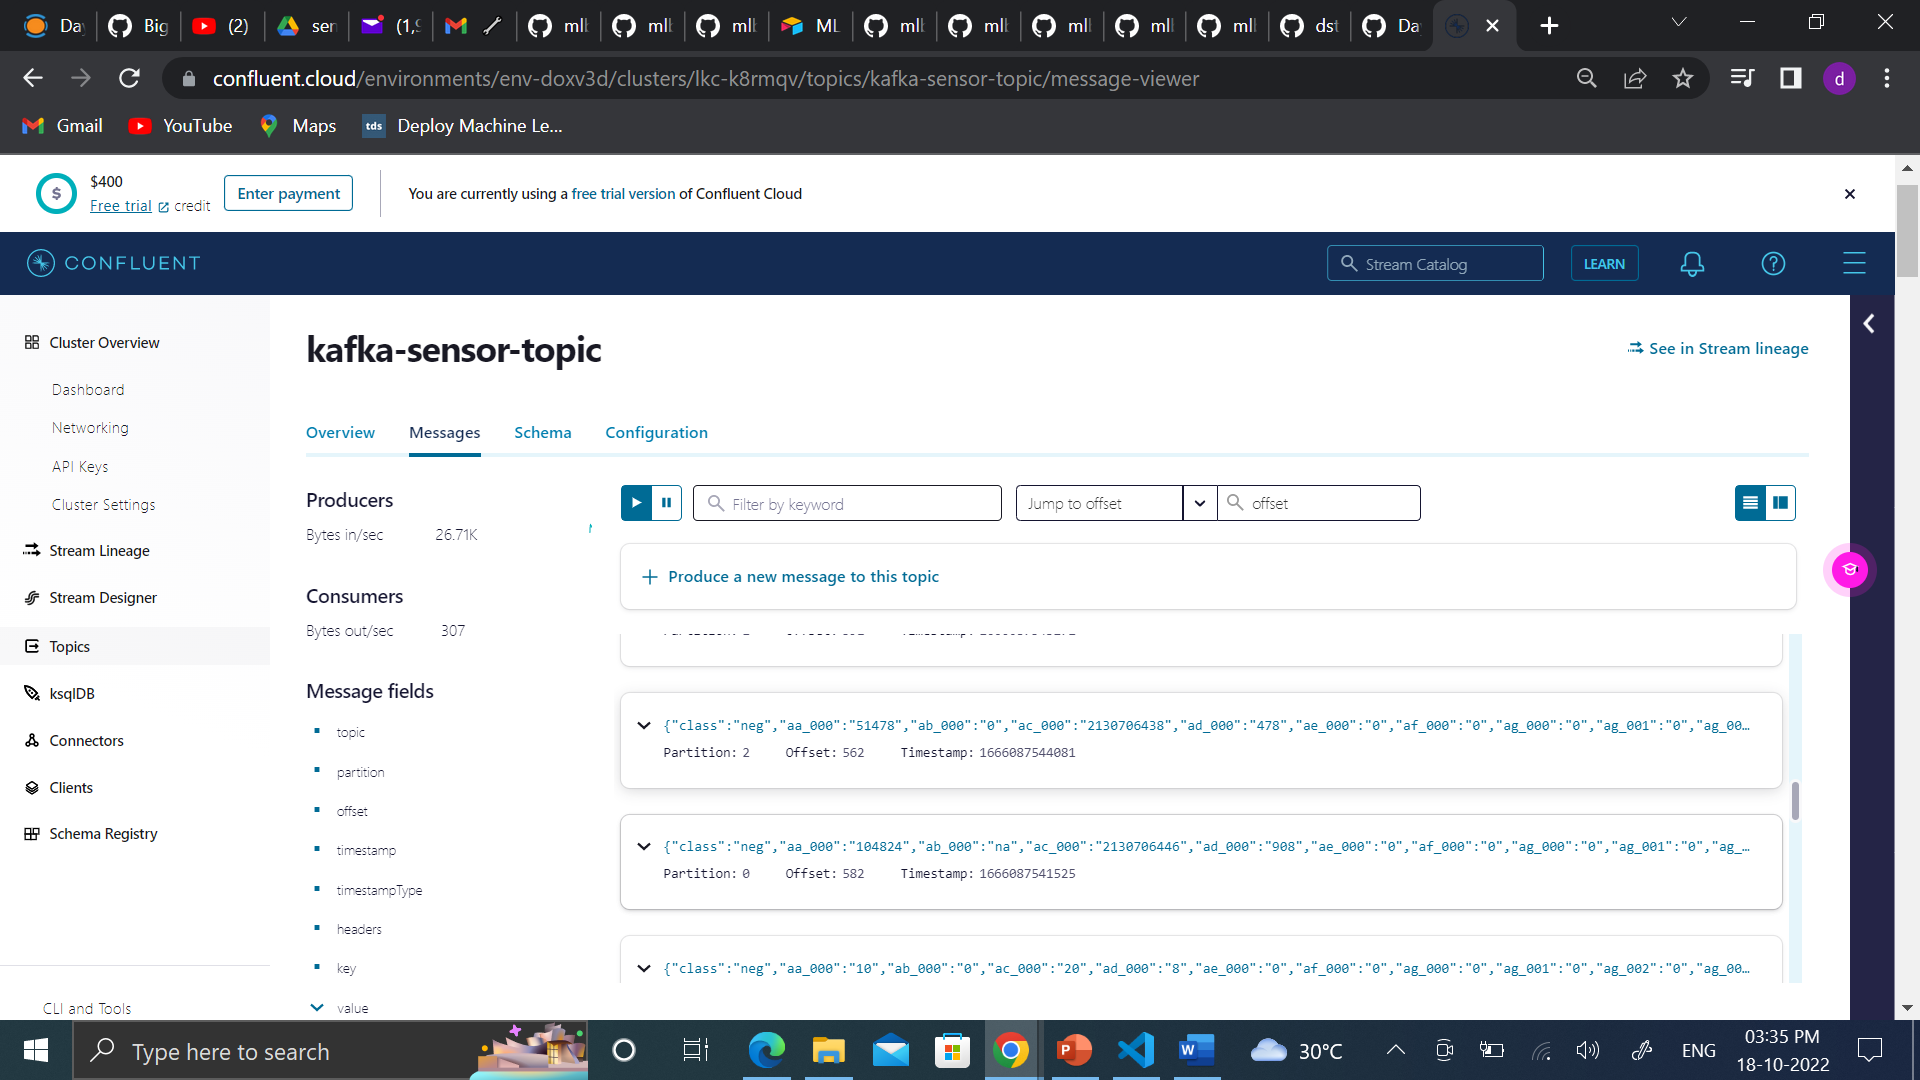 Da
Big
(2)
sen
(1,9
mll
mll
mll
ML
mll
mll
mll
mll
mll
dst
Da
confluent.cloud/environments/env-doxv3d/clusters/lkc-k8rmqv/topics/kafka-sensor-topic/message-viewer
d
Gmail
YouTube
Maps
tds
Deploy Machine Le...
$
$400
Free trial credit
Enter payment
You are currently using a free trial version of Confluent Cloud
CONFLUENT
Stream Catalog
LEARN
Cluster Overview
Dashboard
Networking
API Keys
Cluster Settings
Stream Lineage
Stream Designer
Topics
ksqlDB
Connectors
Clients
Schema Registry
CLI and Tools
kafka-sensor-topic
See in Stream lineage
Overview Messages Schema Configuration
Producers
Bytes in/sec 26.71K
Consumers
Bytes out/sec 307
Message fields
topic
partition
offset
timestamp
timestampType
headers
key
value
Filter by keyword
Jump to offset
offset
Produce a new message to this topic
{"class":"neg","aa_000":"51478","ab_000":"0","ac_000":"2130706438","ad_000":"478","ae_000":"0","af_000":"0","ag_000":"0","ag_001":"0","ag_00...
Partition: 2 Offset: 562 Timestamp: 1666087544081
{"class":"neg","aa_000":"104824","ab_000":"na","ac_000":"2130706446","ad_000":"908","ae_000":"0","af_000":"0","ag_000":"0","ag_001":"0","ag_...
Partition: 0 Offset: 582 Timestamp: 1666087541525
{"class":"neg","aa_000":"10","ab_000":"0","ac_000":"20","ad_000":"8","ae_000":"0","af_000":"0","ag_000":"0","ag_001":"0","ag_002":"0","ag_00...
Type here to search
30°C
ENG
03:35 PM
18-10-2022